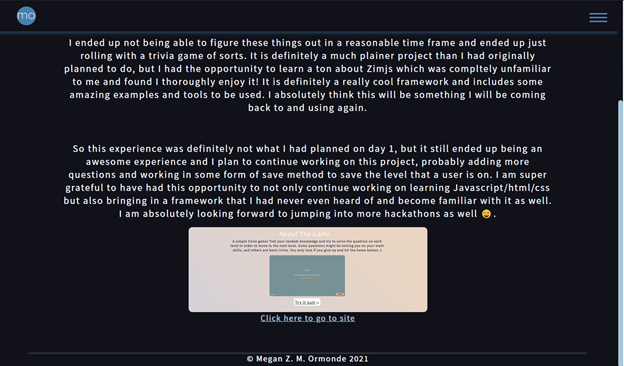 mo
I ended up not being able to figure these things out in a reasonable time frame and ended up just
rolling with a trivia game of sorts. It is definitely a much plainer project than I had originally
planned to do, but I had the opportunity to learn a ton about Zimjs which was compltely unfamiliar
to me and found I thoroughly enjoy it! It is definitely a really cool framework and includes some
amazing examples and tools to be used. I absolutely think this will be something I will be coming
back to and using again.
So this experience was definitely not what I had planned on day 1, but it still ended up being an
awesome experience and I plan to continue working on this project, probably adding more
questions and working in some form of save method to save the level that a user is on. I am super
grateful to have had this opportunity to not only continue working on learning Javascript/html/css
but also bringing in a framework that I had never even heard of and become familiar with it as well.
I am absolutely looking forward to jumping into more hackathons as well 😄.
About The Game
A simple trivia game! Test your random knowledge and try to solve the question on each
level in order to move to the next level. Some questions might be testing you on your math
skills, and others are basic trivia. You only lose if you give up and hit the home button :)
Try it out! →
Click here to go to site
© Megan Z. M. Ormonde 2021